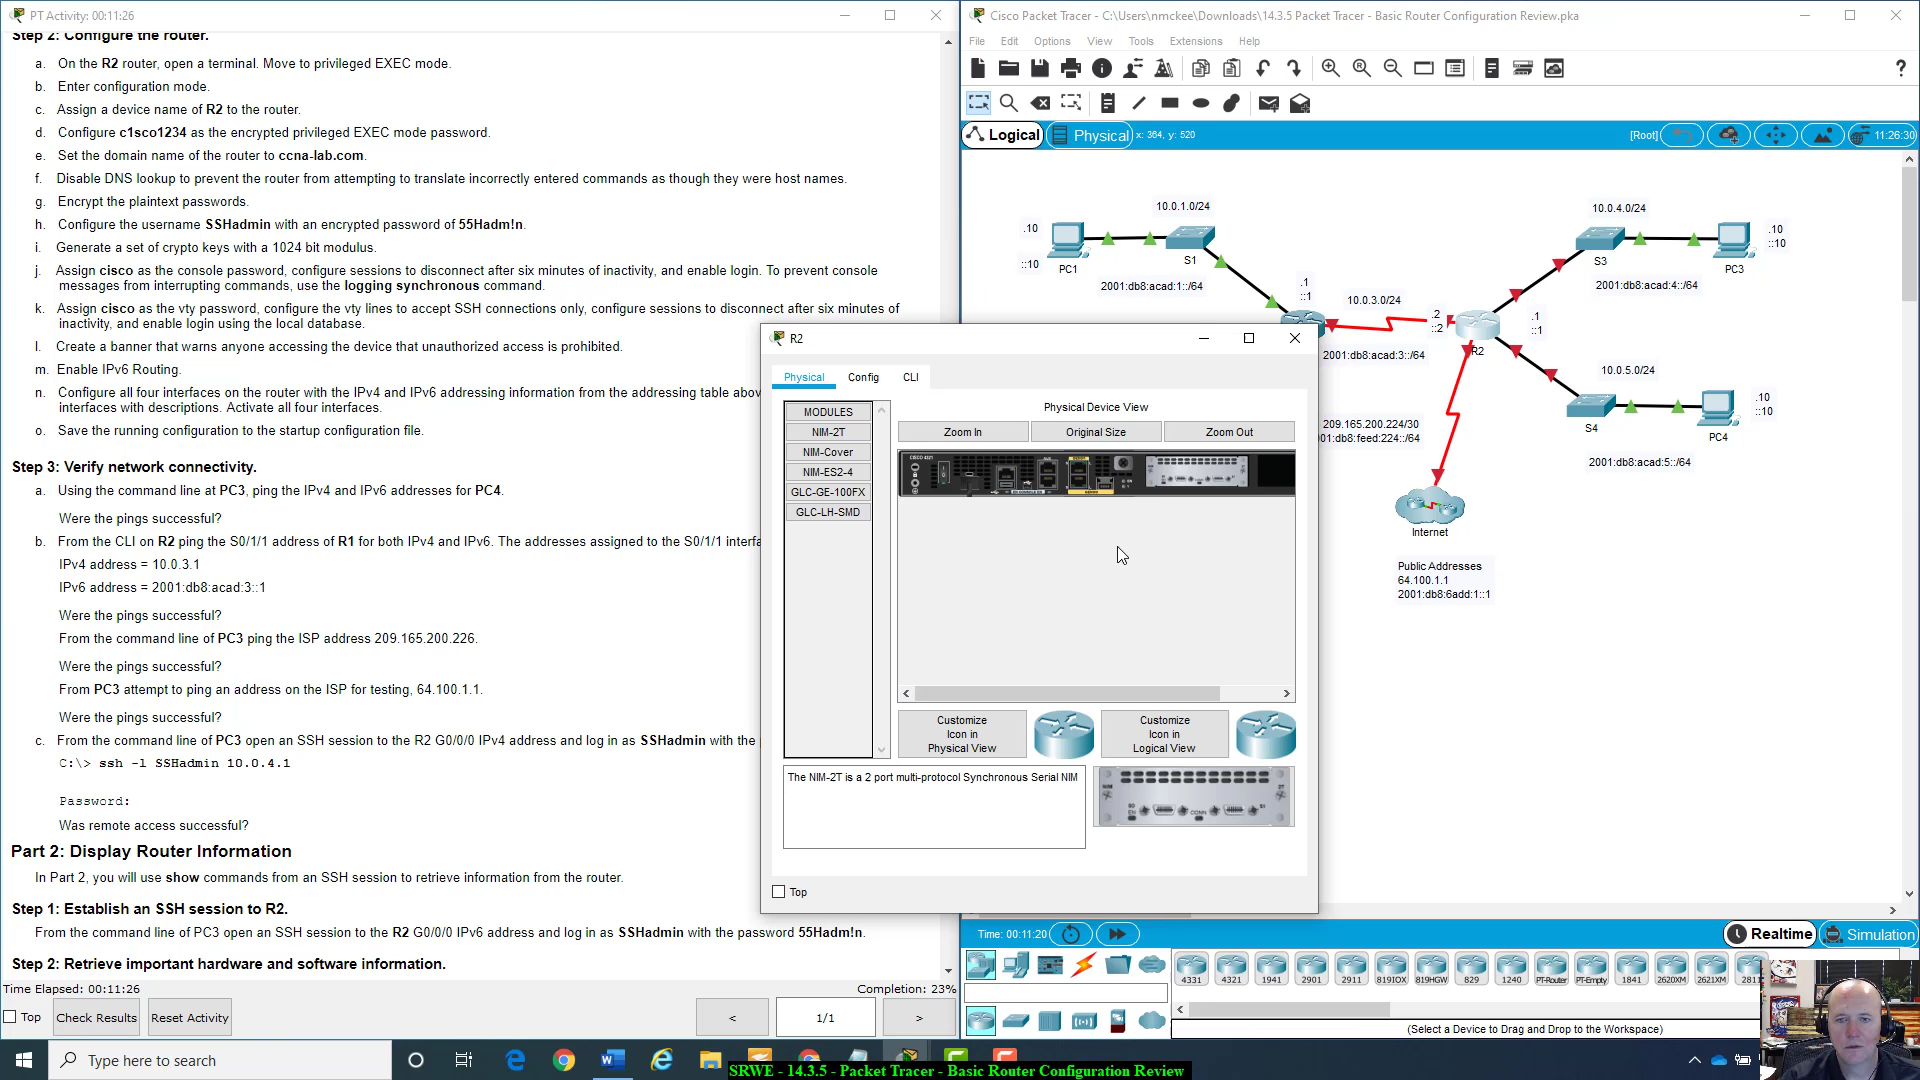 PT Activity: 00:11:26
Step 2: Configure the router.
a. On the R2 router, open a terminal. Move to privileged EXEC mode.
b. Enter configuration mode.
c. Assign a device name of R2 to the router.
d. Configure c1sco1234 as the encrypted privileged EXEC mode password.
e. Set the domain name of the router to ccna-lab.com.
f. Disable DNS lookup to prevent the router from attempting to translate incorrectly entered commands as though they were host names.
g. Encrypt the plaintext passwords.
h. Configure the username SSHadmin with an encrypted password of 55Hadm!n.
i. Generate a set of crypto keys with a 1024 bit modulus.
j. Assign cisco as the console password, configure sessions to disconnect after six minutes of inactivity, and enable login. To prevent console
messages from interrupting commands, use the logging synchronous command.
k. Assign cisco as the vty password, configure the vty lines to accept SSH connections only, configure sessions to disconnect after six minutes of
inactivity, and enable login using the local database.
l. Create a banner that warns anyone accessing the device that unauthorized access is prohibited.
m. Enable IPv6 Routing.
n. Configure all four interfaces on the router with the IPv4 and IPv6 addressing information from the addressing table abov
interfaces with descriptions. Activate all four interfaces.
o. Save the running configuration to the startup configuration file.
Step 3: Verify network connectivity.
a. Using the command line at PC3, ping the IPv4 and IPv6 addresses for PC4.
Were the pings successful?
b. From the CLI on R2 ping the S0/1/1 address of R1 for both IPv4 and IPv6. The addresses assigned to the S0/1/1 interfa
IPv4 address = 10.0.3.1
IPv6 address = 2001:db8:acad:3::1
Were the pings successful?
From the command line of PC3 ping the ISP address 209.165.200.226.
Were the pings successful?
From PC3 attempt to ping an address on the ISP for testing, 64.100.1.1.
Were the pings successful?
c. From the command line of PC3 open an SSH session to the R2 G0/0/0 IPv4 address and log in as SSHadmin with the
C:\> ssh -l SSHadmin 10.0.4.1
Password:
Was remote access successful?
Part 2: Display Router Information
In Part 2, you will use show commands from an SSH session to retrieve information from the router.
Step 1: Establish an SSH session to R2.
From the command line of PC3 open an SSH session to the R2 G0/0/0 IPv6 address and log in as SSHadmin with the password 55Hadm!n.
Step 2: Retrieve important hardware and software information.
Time Elapsed: 00:11:26
Completion: 23%
Top
Check Results
Reset Activity
<
1/1
>
Cisco Packet Tracer - C:\Users\nmckee\Downloads\14.3.5 Packet Tracer - Basic Router Configuration Review.pka
File Edit Options View Tools Extensions Help
Logical
Physical
x: 364, y: 520
[Root]
11:26:30
10.0.1.0/24
.10
::10
PC1
S1
2001:db8:acad:1::/64
.1
::1
10.0.3.0/24
.2
::2
2001:db8:acad:3::/64
R2
.1
::1
10.0.4.0/24
S3
.10
::10
PC3
2001:db8:acad:4::/64
10.0.5.0/24
S4
.10
::10
PC4
2001:db8:acad:5::/64
209.165.200.224/30
01:db8:feed:224::/64
Internet
Public Addresses
64.100.1.1
2001:db8:6add:1::1
R2
Physical
Config
CLI
MODULES
NIM-2T
NIM-Cover
NIM-ES2-4
GLC-GE-100FX
GLC-LH-SMD
Physical Device View
Zoom In
Original Size
Zoom Out
Customize
Icon in
Physical View
Customize
Icon in
Logical View
The NIM-2T is a 2 port multi-protocol Synchronous Serial NIM
Top
Time: 00:11:20
Realtime
Simulation
4331
4321
1941
2901
2911
819IOX
819HGW
829
1240
PT-Router
PT-Empty
1841
2620XM
2621XM
2811
(Select a Device to Drag and Drop to the Workspace)
Type here to search
SRWE - 14.3.5 - Packet Tracer - Basic Router Configuration Review